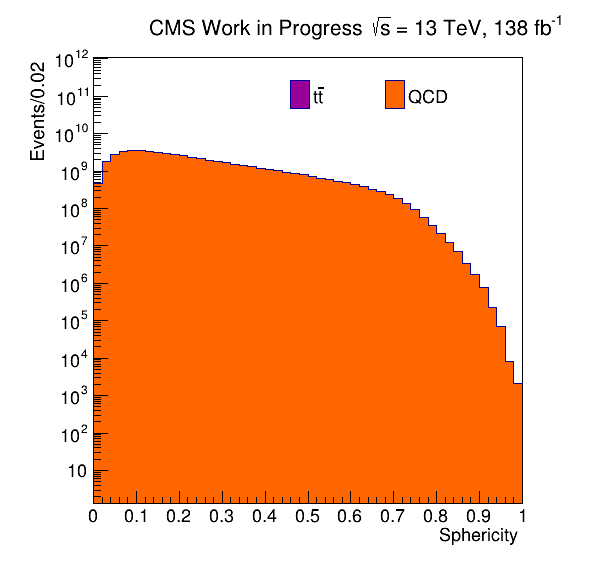 CMS Work in Progress √s = 13 TeV, 138 fb⁻¹
Events/0.02
tt̄ QCD
10¹²
10¹¹
10¹⁰
10⁹
10⁸
10⁷
10⁶
10⁵
10⁴
10³
10²
10
0 0.1 0.2 0.3 0.4 0.5 0.6 0.7 0.8 0.9 1
Sphericity